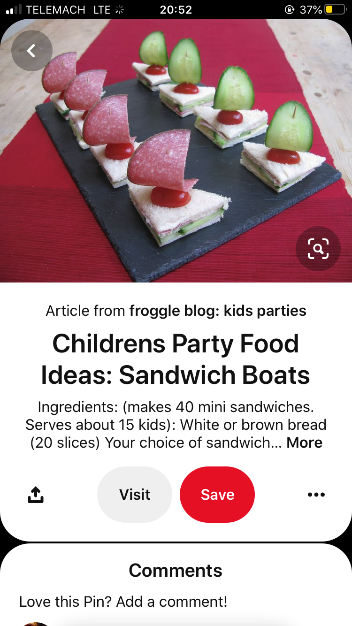 TELEMACH LTE 20:52 37%
Article from froggle blog: kids parties
Childrens Party Food
Ideas: Sandwich Boats
Ingredients: (makes 40 mini sandwiches.
Serves about 15 kids): White or brown bread
(20 slices) Your choice of sandwich... More
Visit Save
Comments
Love this Pin? Add a comment!